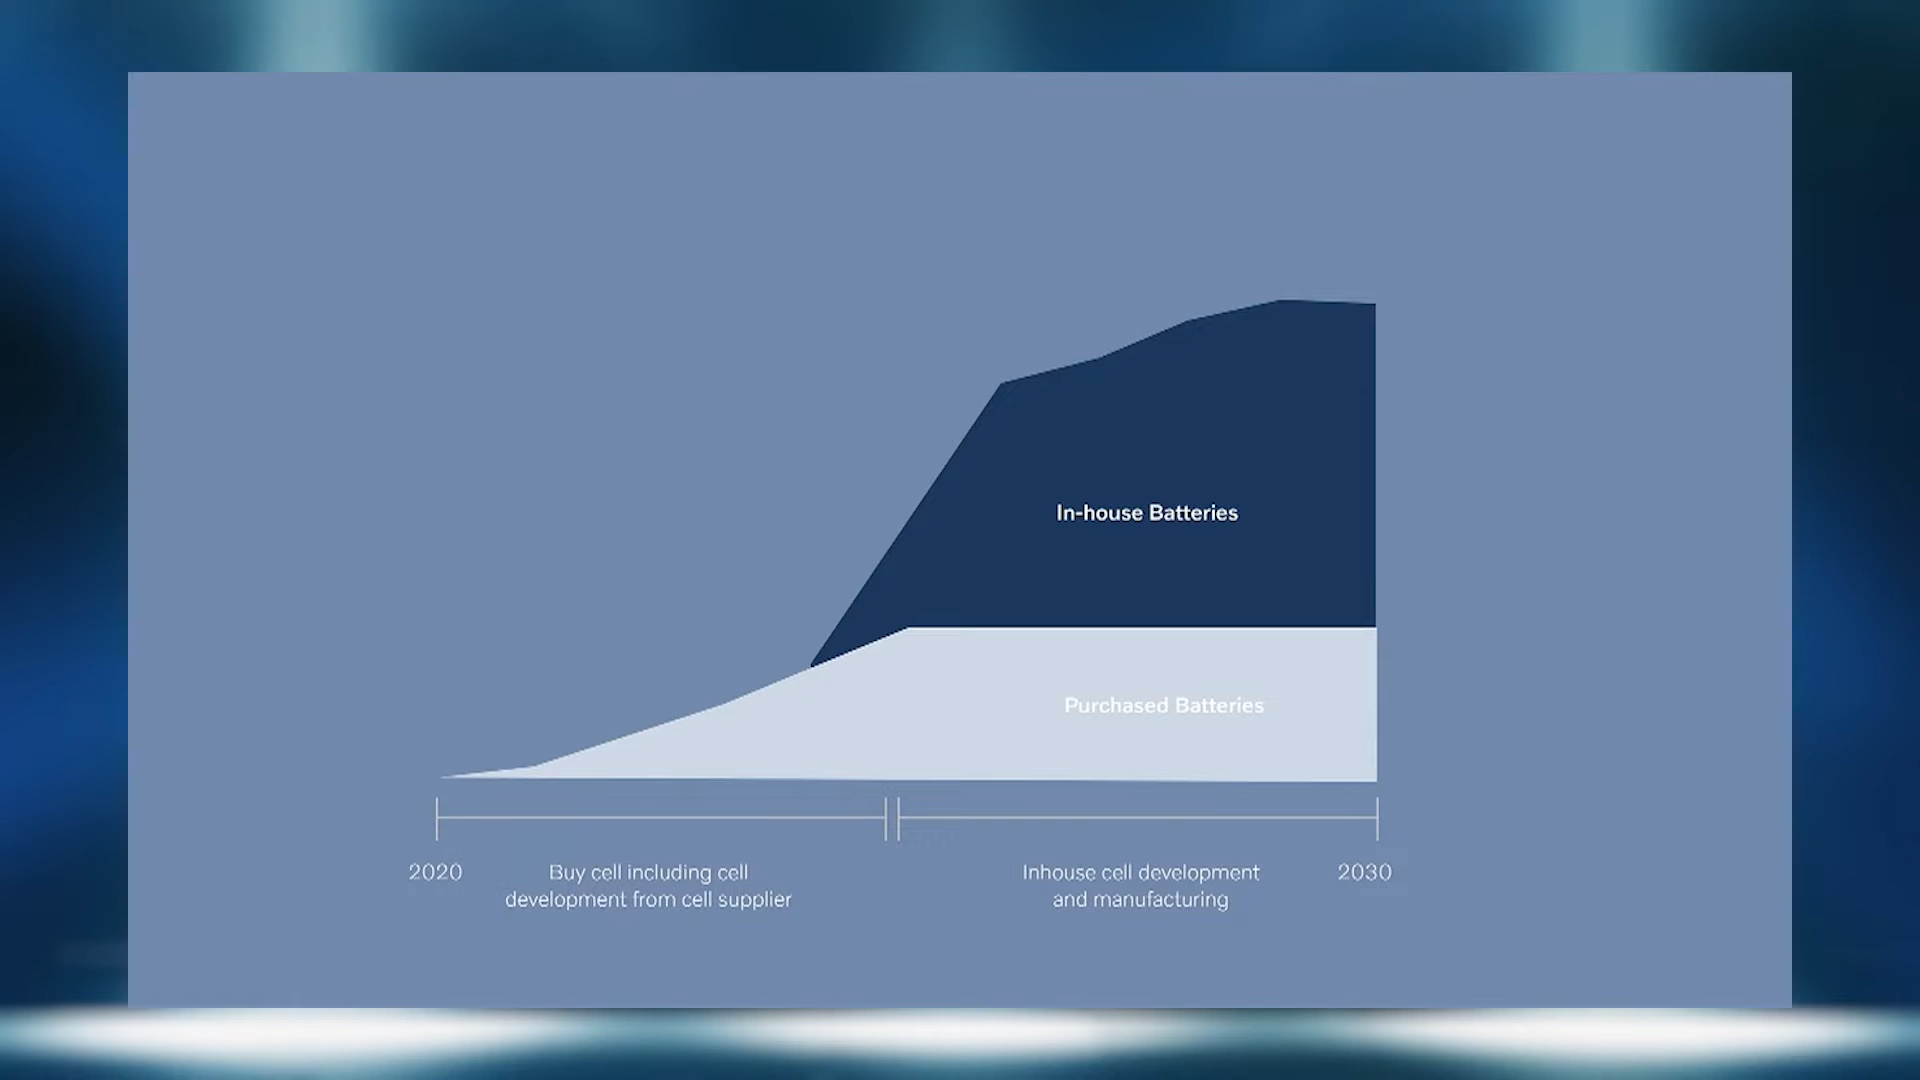 In-house Batteries
Purchased Batteries
2020
Buy cell including cell
development from cell supplier
Inhouse cell development
and manufacturing
2030